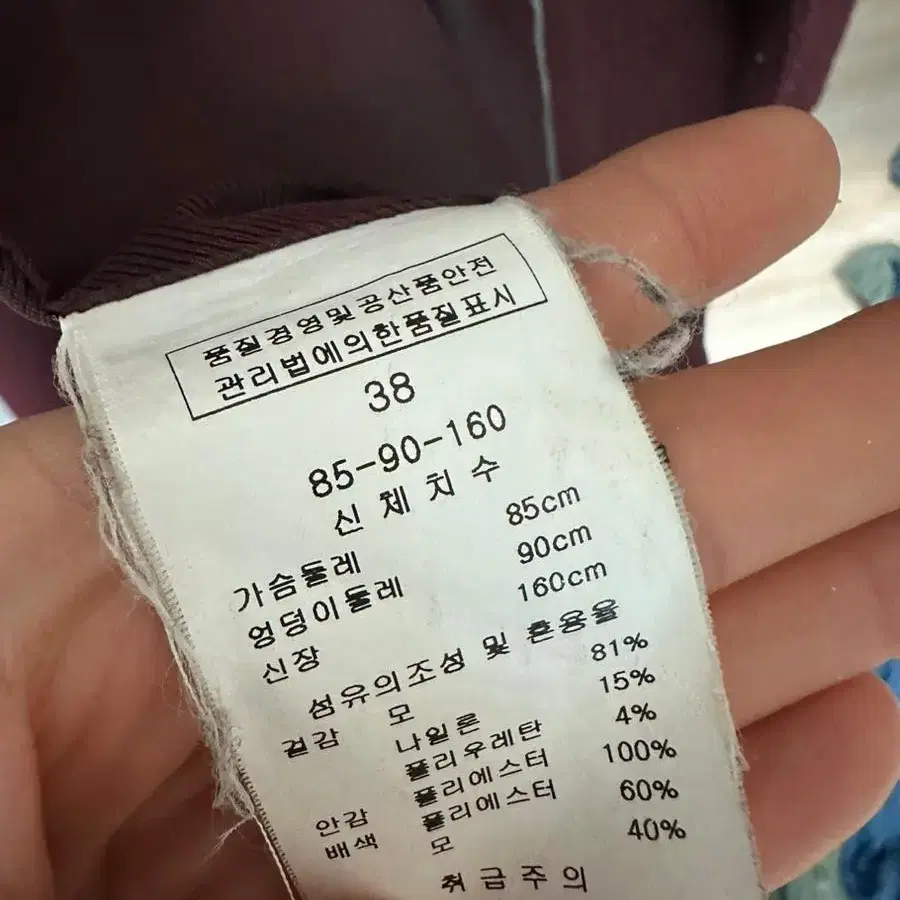 품질경영및공산품안전
관리법에의한품질표시
38
85-90-160
신체치수
가슴둘레 85cm
엉덩이둘레 90cm
신장 160cm
섬유의조성 및 혼용율
겉감 모 81%
나일론 15%
폴리우레탄 4%
안감 폴리에스터 100%
배색 폴리에스터 60%
모 40%
취급주의